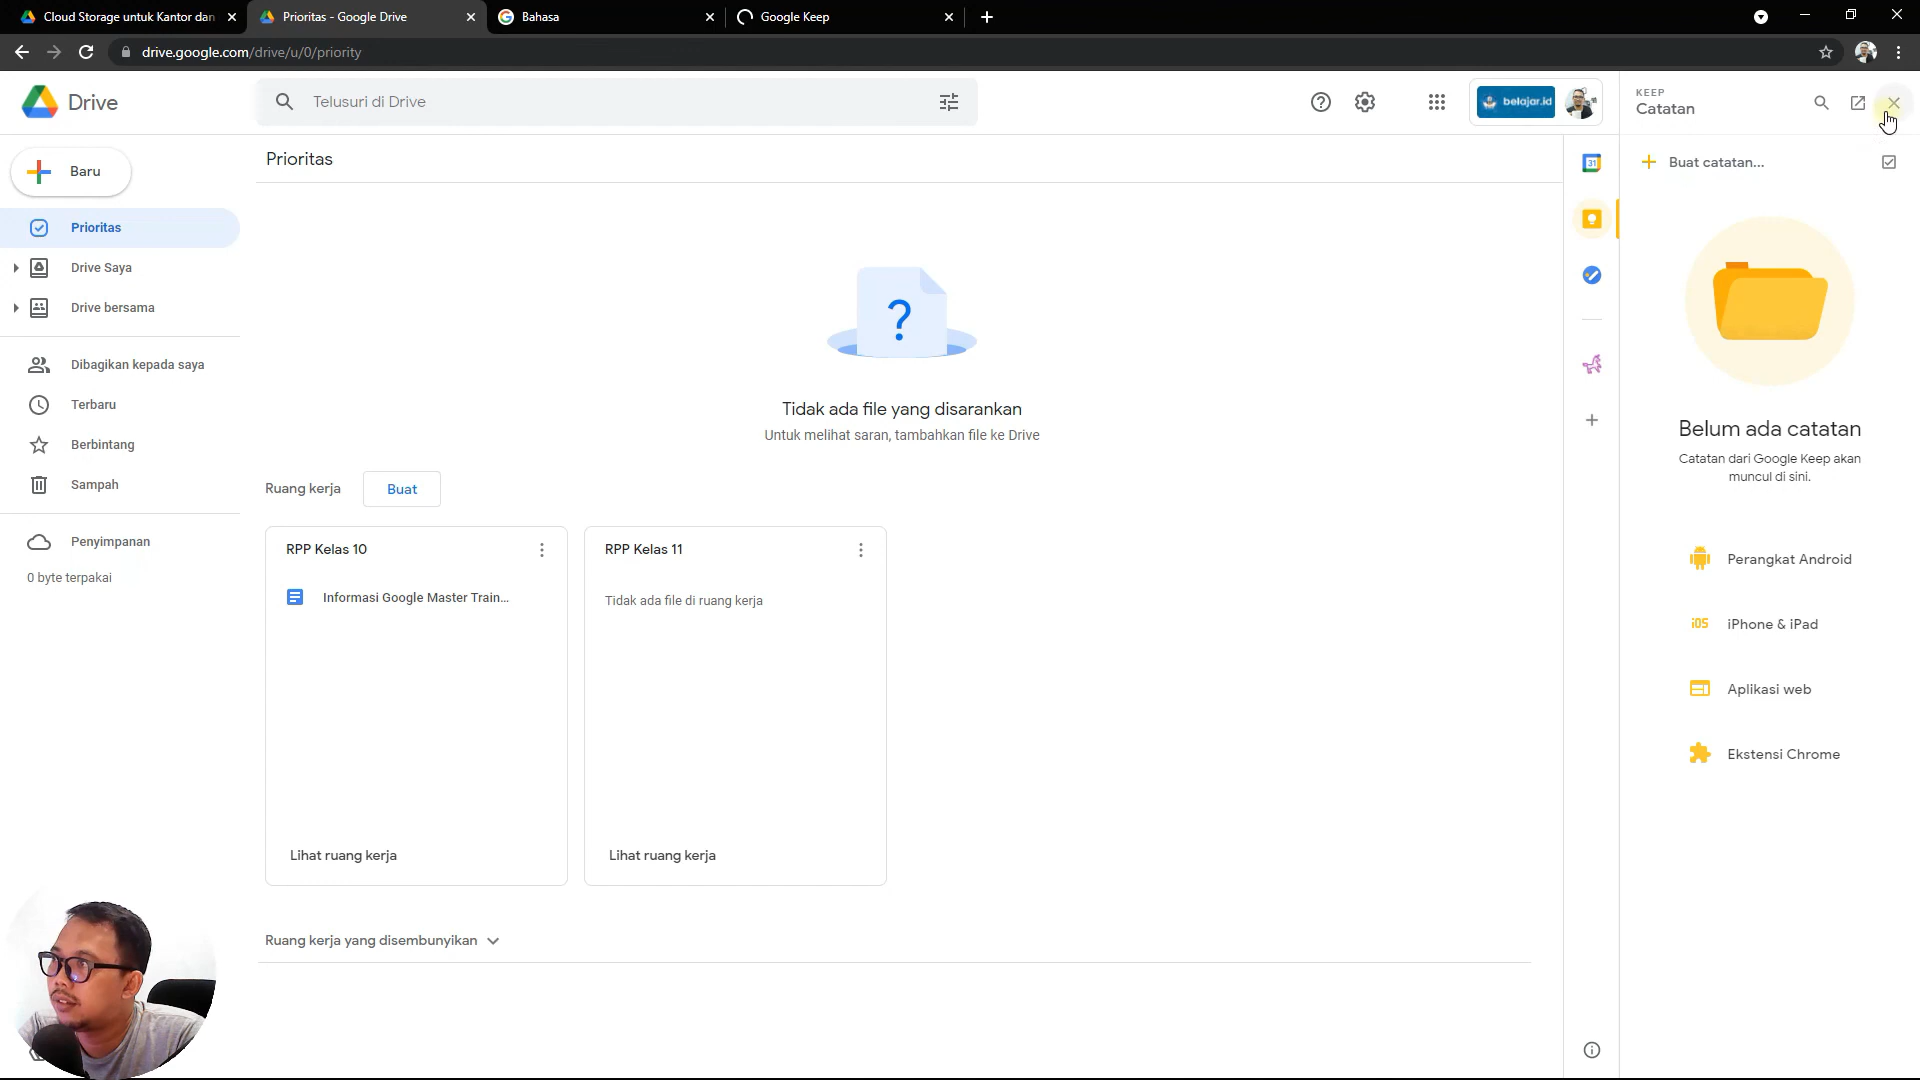 Cloud Storage untuk Kantor dan
Prioritas - Google Drive
Bahasa
Google Keep
drive.google.com/drive/u/0/priority
Drive
Telusuri di Drive
belajar.id
KEEP
Catatan
Baru
Prioritas
31
Buat catatan...
Prioritas
Drive Saya
Drive bersama
Dibagikan kepada saya
Terbaru
Berbintang
Sampah
Penyimpanan
0 byte terpakai
?
Tidak ada file yang disarankan
Untuk melihat saran, tambahkan file ke Drive
Ruang kerja
Buat
RPP Kelas 10
Informasi Google Master Train...
Lihat ruang kerja
RPP Kelas 11
Tidak ada file di ruang kerja
Lihat ruang kerja
Ruang kerja yang disembunyikan
Belum ada catatan
Catatan dari Google Keep akan
muncul di sini.
Perangkat Android
iOS
iPhone & iPad
Aplikasi web
Ekstensi Chrome